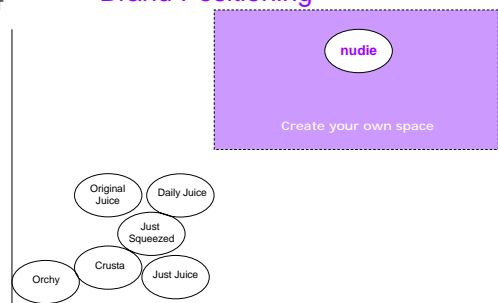 Brand Positioning
nudie
Create your own space
Original
Juice
Daily Juice
Just
Squeezed
Crusta
Just Juice
Orchy